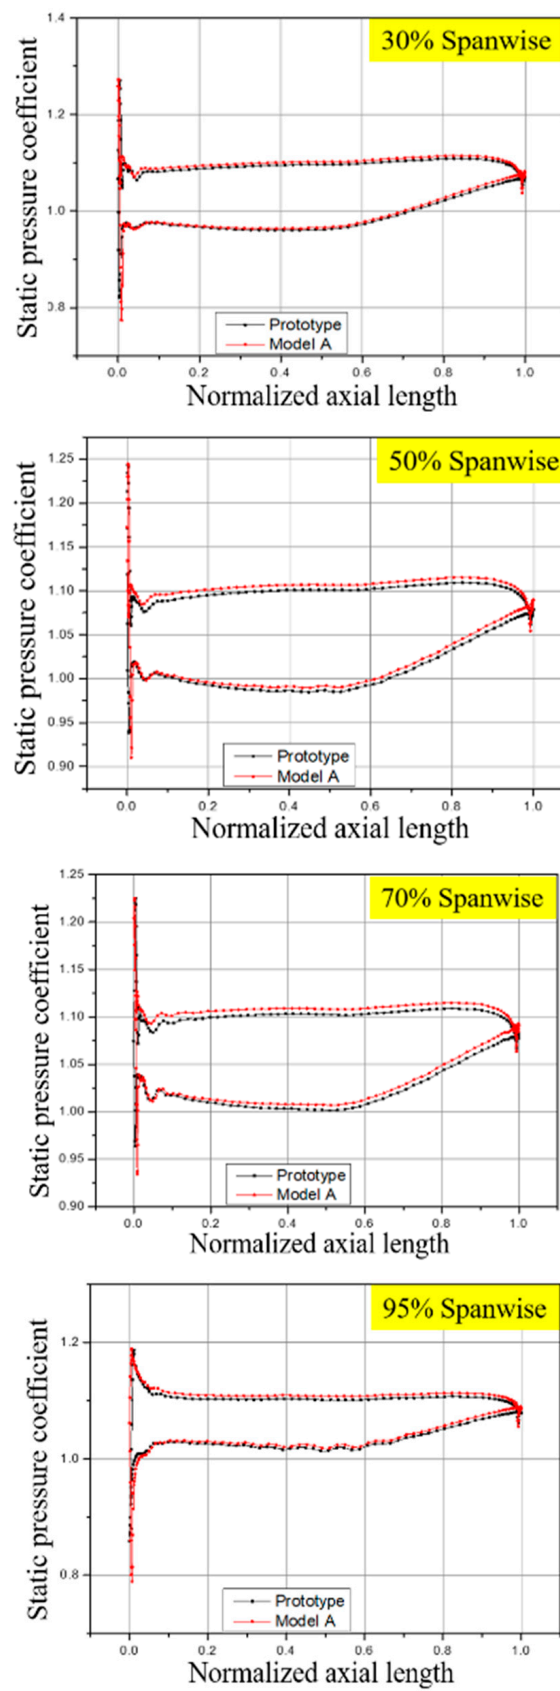 30% Spanwise
Static pressure coefficient
1.4
1.2
1.0
0.8
Prototype
Model A
0.0 0.2 0.4 0.6 0.8 1.0
Normalized axial length
50% Spanwise
Static pressure coefficient
1.25
1.20
1.15
1.10
1.05
1.00
0.95
0.90
Prototype
Model A
0.0 0.2 0.4 0.6 0.8 1.0
Normalized axial length
70% Spanwise
Static pressure coefficient
1.25
1.20
1.15
1.10
1.05
1.00
0.95
0.90
Prototype
Model A
0.0 0.2 0.4 0.6 0.8 1.0
Normalized axial length
95% Spanwise
Static pressure coefficient
1.2
1.0
0.8
Prototype
Model A
0.0 0.2 0.4 0.6 0.8 1.0
Normalized axial length